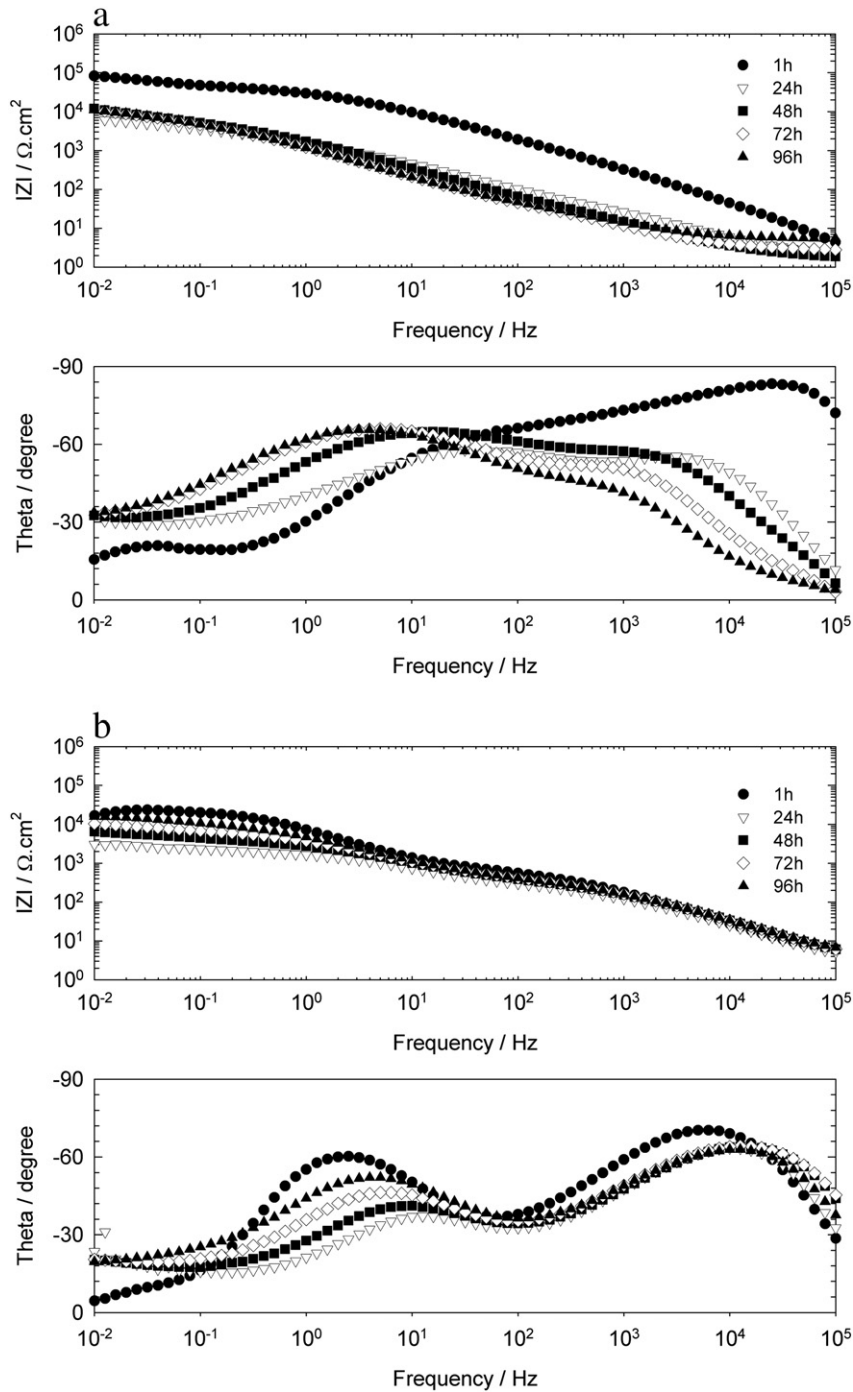 a
10^6
10^5
10^4
10^3
10^2
10^1
10^0
IZI / Ω.cm^2
1h
24h
48h
72h
96h
10^-2 10^-1 10^0 10^1 10^2 10^3 10^4 10^5
Frequency / Hz
-90
-60
-30
0
Theta / degree
10^-2 10^-1 10^0 10^1 10^2 10^3 10^4 10^5
Frequency / Hz
b
10^6
10^5
10^4
10^3
10^2
10^1
10^0
IZI / Ω.cm^2
1h
24h
48h
72h
96h
10^-2 10^-1 10^0 10^1 10^2 10^3 10^4 10^5
Frequency / Hz
-90
-60
-30
0
Theta / degree
10^-2 10^-1 10^0 10^1 10^2 10^3 10^4 10^5
Frequency / Hz